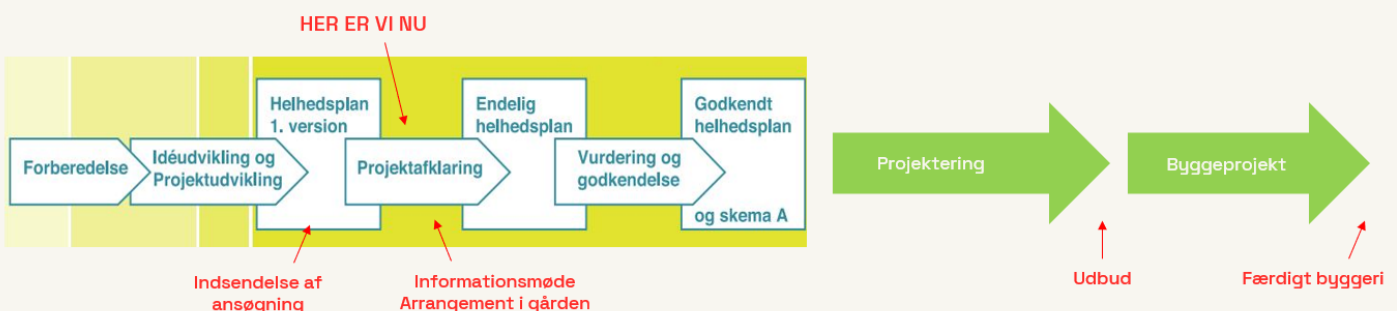 HER ER VI NU
Forberedelse
Idéudvikling og
Projektudvikling
Helhedsplan
1. version
Projektafklaring
Endelig
helhedsplan
Vurdering og
godkendelse
Godkendt
helhedsplan
og skema A
Projektering
Byggeprojekt
Indsendelse af
ansøgning
Informationsmøde
Arrangement i gården
Udbud
Færdigt byggeri